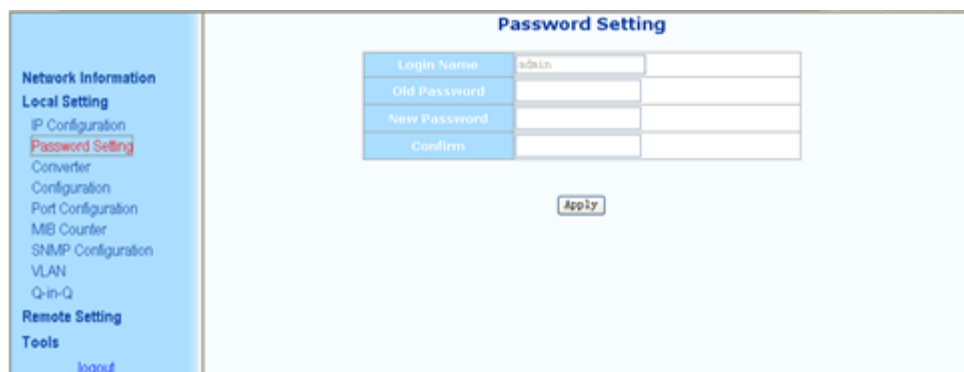 Password Setting
Network Information
Local Setting
IP Configuration
Password Setting
Converter
Configuration
Port Configuration
MIB Counter
SNMP Configuration
VLAN
Q-in-Q
Remote Setting
Tools
logout
Login Name admin
Old Password
New Password
Confirm
Apply